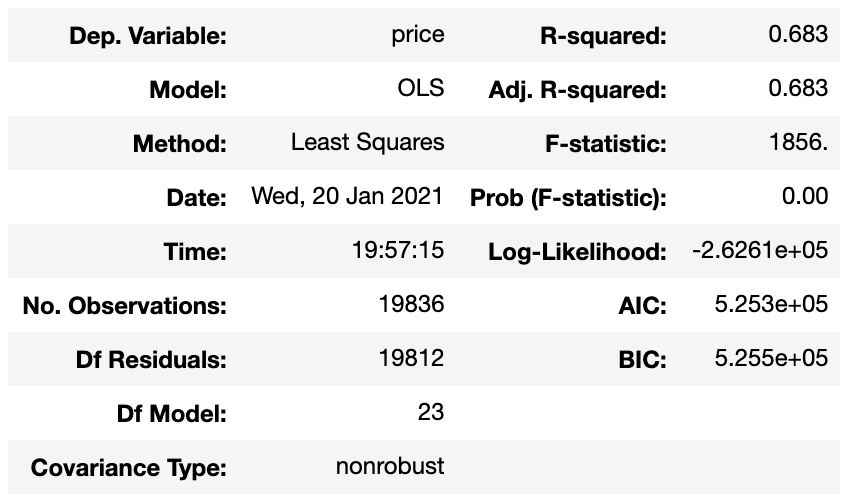 Dep. Variable: price R-squared: 0.683
Model: OLS Adj. R-squared: 0.683
Method: Least Squares F-statistic: 1856.
Date: Wed, 20 Jan 2021 Prob (F-statistic): 0.00
Time: 19:57:15 Log-Likelihood: -2.6261e+05
No. Observations: 19836 AIC: 5.253e+05
Df Residuals: 19812 BIC: 5.255e+05
Df Model: 23
Covariance Type: nonrobust